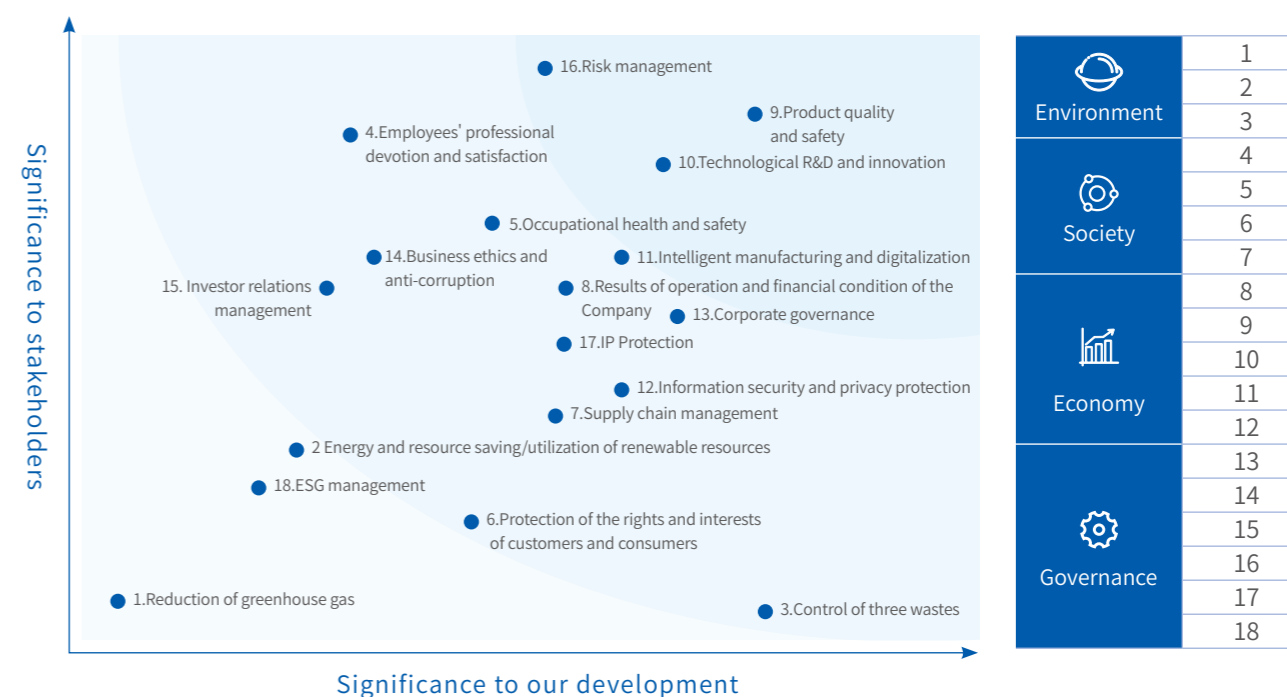 Significance to stakeholders
16.Risk management
9.Product quality
and safety
4.Employees' professional
devotion and satisfaction
10.Technological R&D and innovation
5.Occupational health and safety
14.Business ethics and
anti-corruption
11.Intelligent manufacturing and digitalization
15. Investor relations
management
8.Results of operation and financial condition of the
Company
13.Corporate governance
17.IP Protection
12.Information security and privacy protection
7.Supply chain management
2 Energy and resource saving/utilization of renewable resources
18.ESG management
6.Protection of the rights and interests
of customers and consumers
1.Reduction of greenhouse gas
3.Control of three wastes
Significance to our development
Environment
1
2
3
Society
4
5
6
7
Economy
8
9
10
11
12
Governance
13
14
15
16
17
18